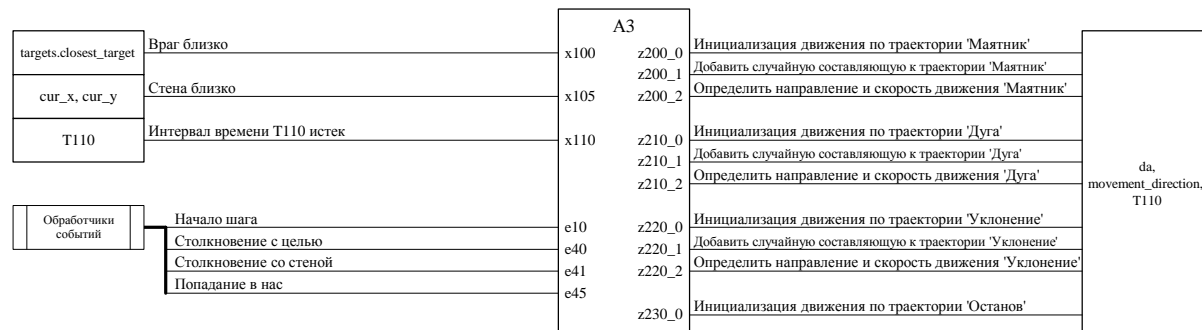 A3
targets.closest_target
Враг близко
x100
cur_x, cur_y
Стена близко
x105
T110
Интервал времени T110 истек
x110
Обработчики
событий
Начало шага
e10
Столкновение с целью
e40
Столкновение со стеной
e41
Попадание в нас
e45
z200_0
Инициализация движения по траектории 'Маятник'
z200_1
Добавить случайную составляющую к траектории 'Маятник'
z200_2
Определить направление и скорость движения 'Маятник'
z210_0
Инициализация движения по траектории 'Дуга'
z210_1
Добавить случайную составляющую к траектории 'Дуга'
z210_2
Определить направление и скорость движения 'Дуга'
z220_0
Инициализация движения по траектории 'Уклонение'
z220_1
Добавить случайную составляющую к траектории 'Уклонение'
z220_2
Определить направление и скорость движения 'Уклонение'
z230_0
Инициализация движения по траектории 'Останов'
da,
movement_direction,
T110